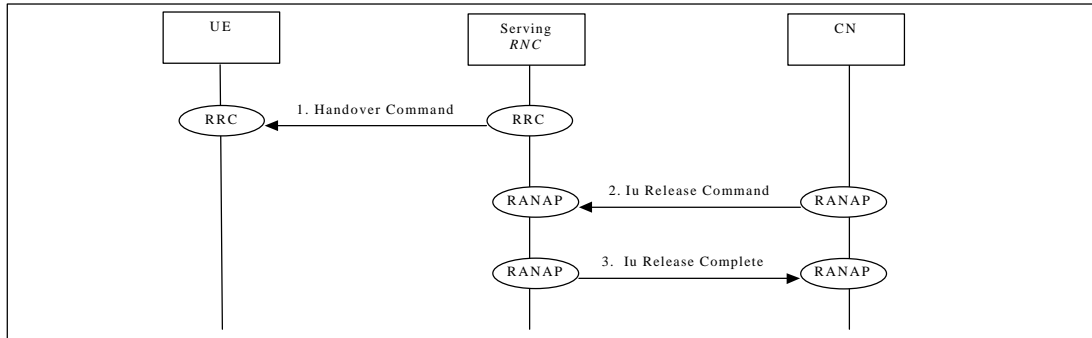 UE
Serving
RNC
CN
1. Handover Command
RRC
RRC
2. Iu Release Command
RANAP
RANAP
3. Iu Release Complete
RANAP
RANAP